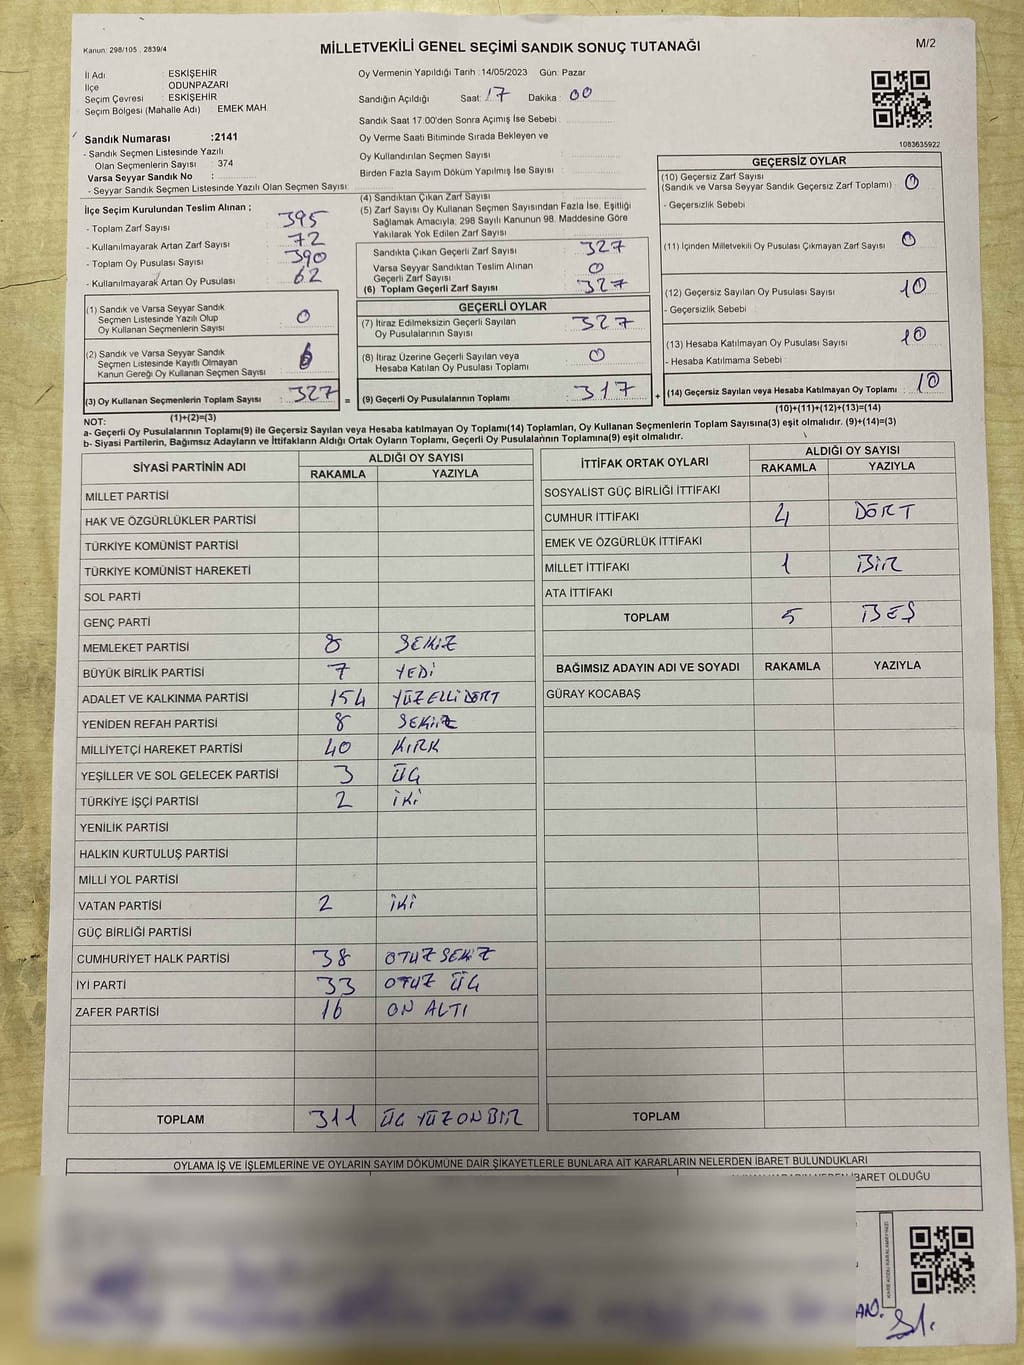 Kanun: 298/105 , 2839/4
MİLLETVEKİLİ GENEL SEÇİMİ SANDIK SONUÇ TUTANAĞI
M/2
İl Adı : ESKİŞEHİR
İlçe ODUNPAZARI
Seçim Çevresi : ESKİŞEHİR
Seçim Bölgesi (Mahalle Adı) : EMEK MAH
Sandık Numarası :2141
- Sandık Seçmen Listesinde Yazılı
Olan Seçmenlerin Sayısı : 374
Varsa Seyyar Sandık No :
- Seyyar Sandık Seçmen Listesinde Yazılı Olan Seçmen Sayısı:
Oy Vermenin Yapıldığı Tarih :14/05/2023 Gün: Pazar
Sandığın Açıldığı Saat: 17 Dakika : 00
Sandık Saat 17.00'den Sonra Açımış İse Sebebi :
Oy Verme Saati Bitiminde Sırada Bekleyen ve
Oy Kullandırılan Seçmen Sayısı
Birden Fazla Sayım Döküm Yapılmış İse Sayısı :
1083635922
İlçe Seçim Kurulundan Teslim Alınan ;
- Toplam Zarf Sayısı : 395
- Kullanılmayarak Artan Zarf Sayısı : 72
- Toplam Oy Pusulası Sayısı : 390
- Kullanılmayarak Artan Oy Pusulası : 62
(1) Sandık ve Varsa Seyyar Sandık
Seçmen Listesinde Yazılı Olup
Oy Kullanan Seçmenlerin Sayısı : 0
(2) Sandık ve Varsa Seyyar Sandık
Seçmen Listesinde Kayıtlı Olmayan
Kanun Gereği Oy Kullanan Seçmen Sayısı :
(3) Oy Kullanan Seçmenlerin Toplam Sayısı : 327
(1)+(2)=(3)
(4) Sandıktan Çıkan Zarf Sayısı
(5) Zarf Sayısı Oy Kullanan Seçmen Sayısından Fazla İse, Eşitliği
Sağlamak Amacıyla, 298 Sayılı Kanunun 98. Maddesine Göre
Yakılarak Yok Edilen Zarf Sayısı :
Sandıkta Çıkan Geçerli Zarf Sayısı : 327
Varsa Seyyar Sandıktan Teslim Alınan
Geçerli Zarf Sayısı : 0
(6) Toplam Geçerli Zarf Sayısı : 327
GEÇERLİ OYLAR
(7) İtiraz Edilmeksizin Geçerli Sayılan
Oy Pusulalarının Sayısı : 327
(8) İtiraz Üzerine Geçerli Sayılan veya
Hesaba Katılan Oy Pusulası Toplamı : 0
= (9) Geçerli Oy Pusulalarının Toplamı : 317
GEÇERSİZ OYLAR
(10) Geçersiz Zarf Sayısı : 0
(Sandık ve Varsa Seyyar Sandık Geçersiz Zarf Toplamı)
- Geçersizlik Sebebi
(11) İçinden Milletvekili Oy Pusulası Çıkmayan Zarf Sayısı : 0
(12) Geçersiz Sayılan Oy Pusulası Sayısı : 10
- Geçersizlik Sebebi :
(13) Hesaba Katılmayan Oy Pusulası Sayısı : 10
- Hesaba Katılmama Sebebi :
+ (14) Geçersiz Sayılan veya Hesaba Katılmayan Oy Toplamı : 10
(10)+(11)+(12)+(13)=(14)
NOT:
a- Geçerli Oy Pusulalarının Toplamı(9) ile Geçersiz Sayılan veya Hesaba katılmayan Oy Toplamı(14) Toplamları, Oy Kullanan Seçmenlerin Toplam Sayısına(3) eşit olmalıdır. (9)+(14)=(3)
b- Siyasi Partilerin, Bağımsız Adayların ve İttifakların Aldığı Ortak Oyların Toplamı, Geçerli Oy Pusulalarının Toplamına(9) eşit olmalıdır.
SİYASİ PARTİNİN ADI ALDIĞI OY SAYISI
RAKAMLA YAZIYLA
MİLLET PARTİSİ
HAK VE ÖZGÜRLÜKLER PARTİSİ
TÜRKİYE KOMÜNİST PARTİSİ
TÜRKİYE KOMÜNİST HAREKETİ
SOL PARTİ
GENÇ PARTİ
MEMLEKET PARTİSİ 8 SEKİZ
BÜYÜK BİRLİK PARTİSİ 7 YEDİ
ADALET VE KALKINMA PARTİSİ 154 YÜZELLİDÖRT
YENİDEN REFAH PARTİSİ 8 SEKİZ
MİLLİYETÇİ HAREKET PARTİSİ 40 KIRK
YEŞİLLER VE SOL GELECEK PARTİSİ 3 ÜÇ
TÜRKİYE İŞÇİ PARTİSİ 2 İKİ
YENİLİK PARTİSİ
HALKIN KURTULUŞ PARTİSİ
MİLLİ YOL PARTİSİ
VATAN PARTİSİ 2 İKİ
GÜÇ BİRLİĞİ PARTİSİ
CUMHURİYET HALK PARTİSİ 38 OTUZSEKİZ
İYİ PARTİ 33 OTUZ ÜÇ
ZAFER PARTİSİ 16 ON ALTI
TOPLAM 311 ÜÇ YÜZ ONBİR
İTTİFAK ORTAK OYLARI ALDIĞI OY SAYISI
RAKAMLA YAZIYLA
SOSYALİST GÜÇ BİRLİĞİ İTTİFAKI
CUMHUR İTTİFAKI 4 DÖRT
EMEK VE ÖZGÜRLÜK İTTİFAKI
MİLLET İTTİFAKI 1 BİR
ATA İTTİFAKI
TOPLAM 5 BEŞ
BAĞIMSIZ ADAYIN ADI VE SOYADI RAKAMLA YAZIYLA
GÜRAY KOCABAŞ
TOPLAM
OYLAMA İŞ VE İŞLEMLERİNE VE OYLARIN SAYIM DÖKÜMÜNE DAİR ŞİKAYETLERLE BUNLARA AİT KARARLARIN NELERDEN İBARET BULUNDUKLARI
İBARET OLDUĞU